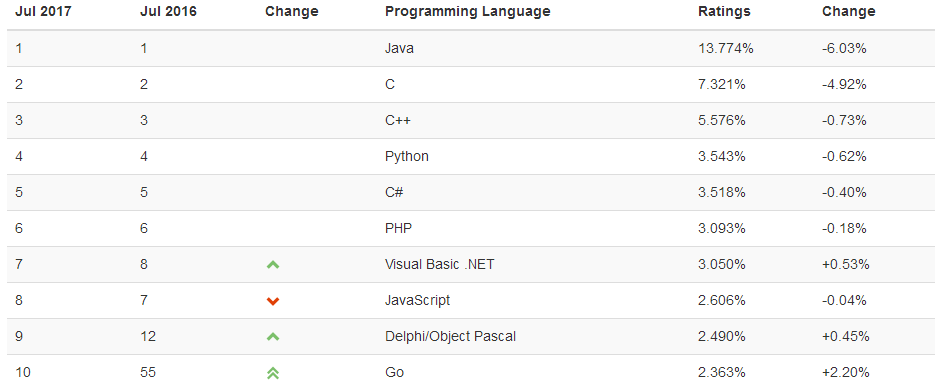 Jul 2017 Jul 2016 Change Programming Language Ratings Change
1 1 Java 13.774% -6.03%
2 2 C 7.321% -4.92%
3 3 C++ 5.576% -0.73%
4 4 Python 3.543% -0.62%
5 5 C# 3.518% -0.40%
6 6 PHP 3.093% -0.18%
7 8 Visual Basic .NET 3.050% +0.53%
8 7 JavaScript 2.606% -0.04%
9 12 Delphi/Object Pascal 2.490% +0.45%
10 55 Go 2.363% +2.20%